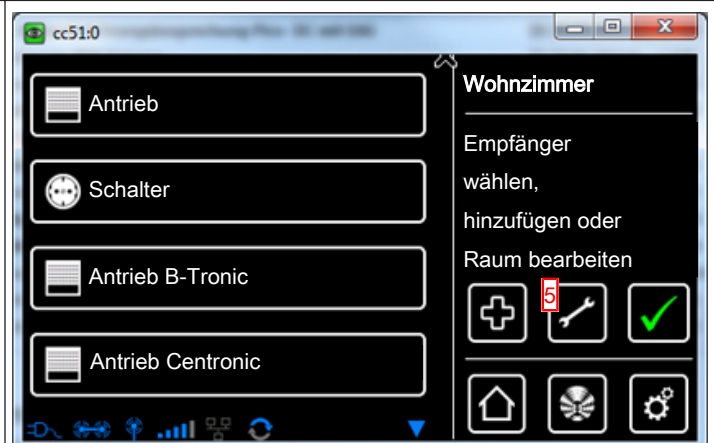 cc51:0
Antrieb
Schalter
Antrieb B-Tronic
Antrieb Centronic
Wohnzimmer
Empfänger
wählen,
hinzufügen oder
Raum bearbeiten
5